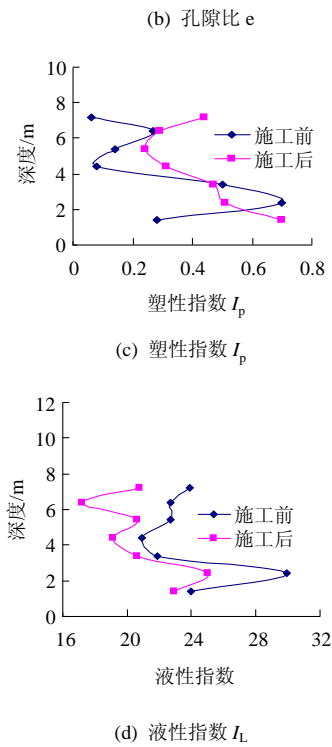 (b) 孔隙比 e
10
8
6
4
2
0
深度/m
施工前
施工后
0 0.2 0.4 0.6 0.8
塑性指数 Ip
(c) 塑性指数 Ip
12
10
8
6
4
2
0
深度/m
施工前
施工后
16 20 24 28 32
液性指数
(d) 液性指数 IL